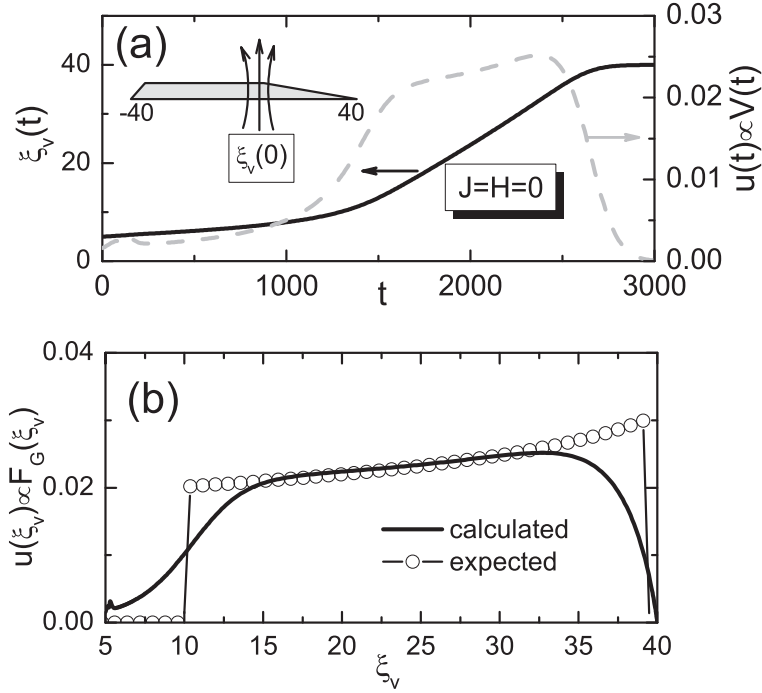 (a)
40
20
0
ξv(t)
-40
40
ξv(0)
J=H=0
0.03
0.02
0.01
0.00
u(t)∝V(t)
0 1000 2000 3000
t
(b)
0.04
0.02
0.00
u(ξv)∝FG(ξv)
calculated
expected
5 10 15 20 25 30 35 40
ξv